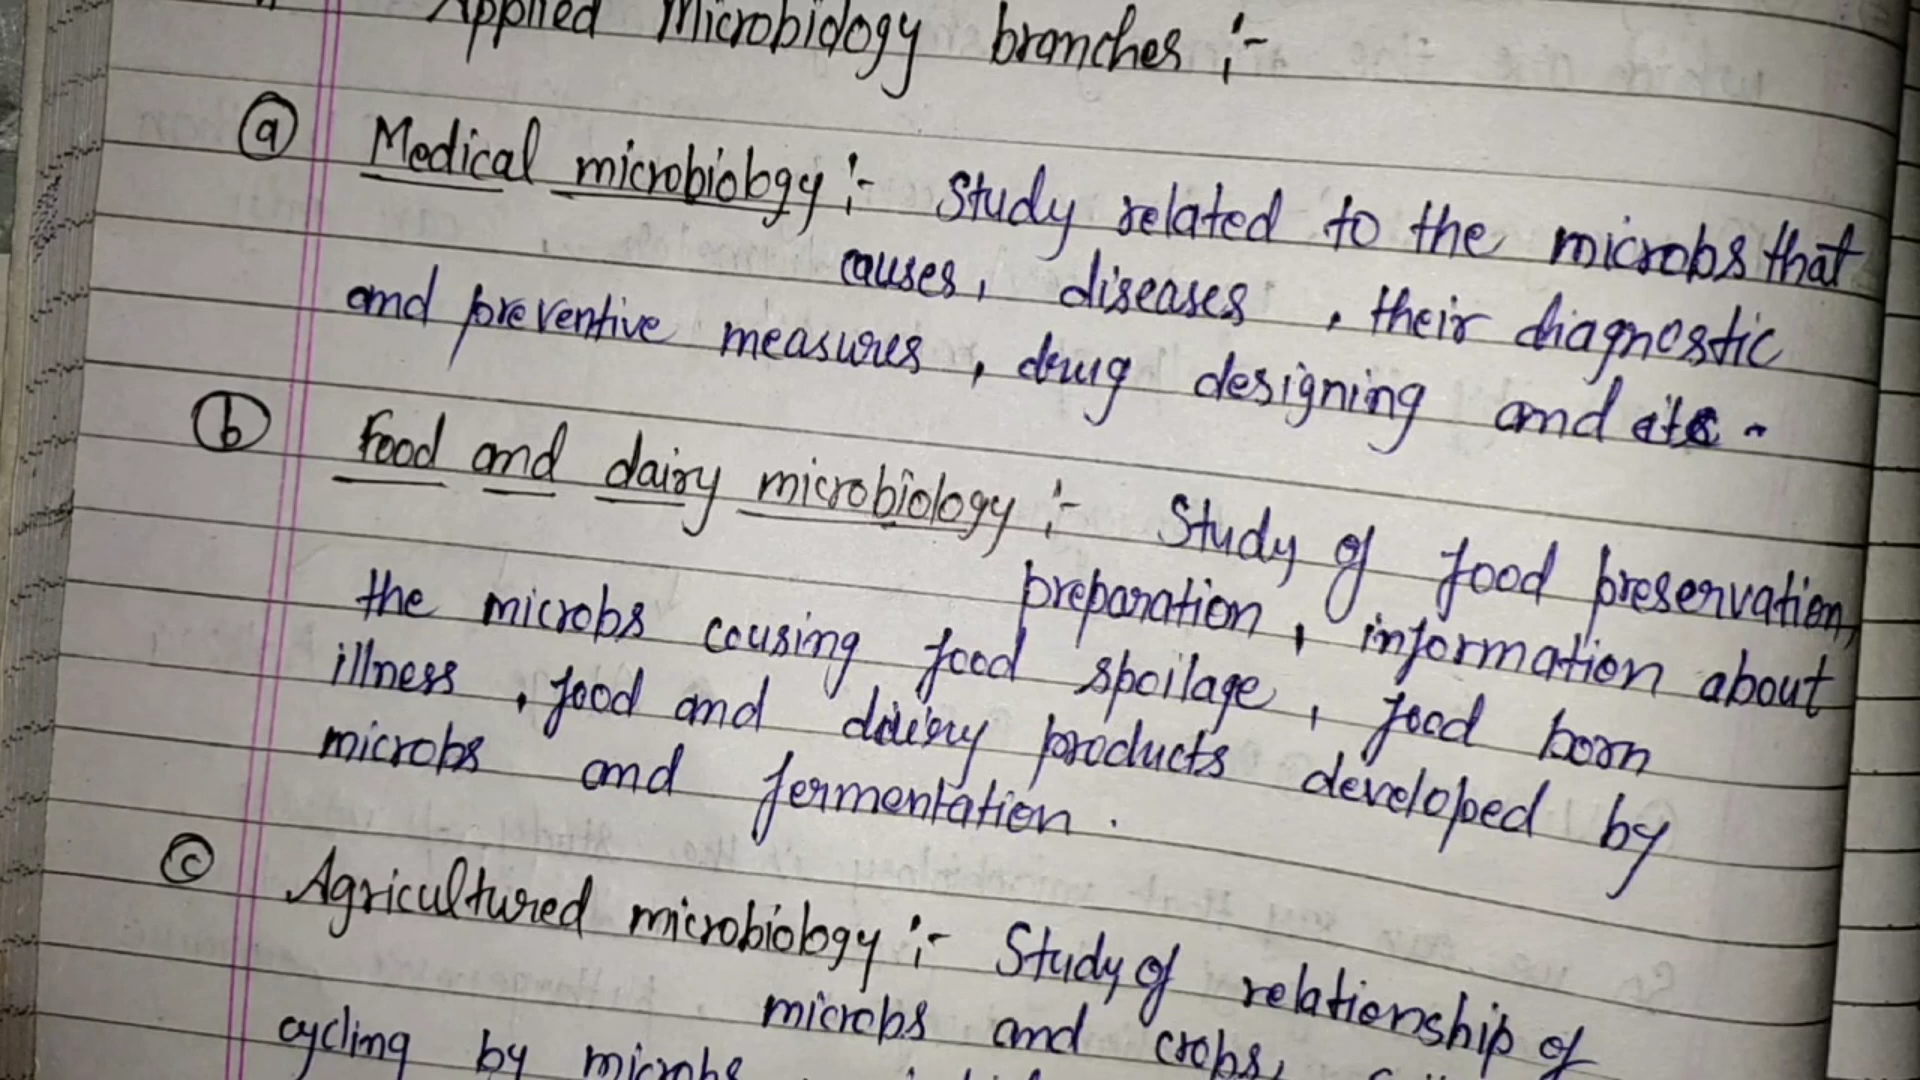 Applied Microbiology branches :-
(a) Medical microbiology :- Study related to the microbs that
causes, diseases, their diagnostic
and preventive measures, drug designing and etc.
(b) Food and dairy microbiology :- Study of food preservation,
preparation, information about
the microbs causing food spoilage, food born
illness, food and dairy products developed by
microbs and fermentation.
(c) Agricultured microbiology :- Study of relationship of
microbs and crobs,
cycling by microbs